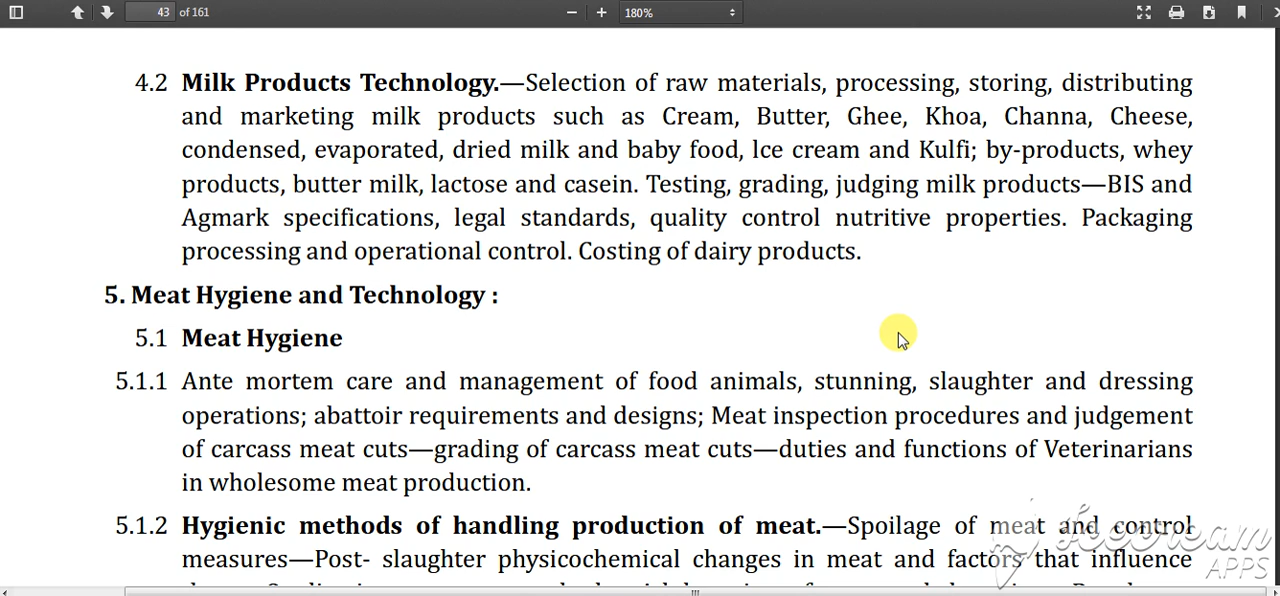 43 of 161
180%
4.2 Milk Products Technology.—Selection of raw materials, processing, storing, distributing
and marketing milk products such as Cream, Butter, Ghee, Khoa, Channa, Cheese,
condensed, evaporated, dried milk and baby food, lce cream and Kulfi; by-products, whey
products, butter milk, lactose and casein. Testing, grading, judging milk products—BIS and
Agmark specifications, legal standards, quality control nutritive properties. Packaging
processing and operational control. Costing of dairy products.
5. Meat Hygiene and Technology :
5.1 Meat Hygiene
5.1.1 Ante mortem care and management of food animals, stunning, slaughter and dressing
operations; abattoir requirements and designs; Meat inspection procedures and judgement
of carcass meat cuts—grading of carcass meat cuts—duties and functions of Veterinarians
in wholesome meat production.
5.1.2 Hygienic methods of handling production of meat.—Spoilage of meat and control
measures—Post- slaughter physicochemical changes in meat and factors that influence
Icecream
APPS